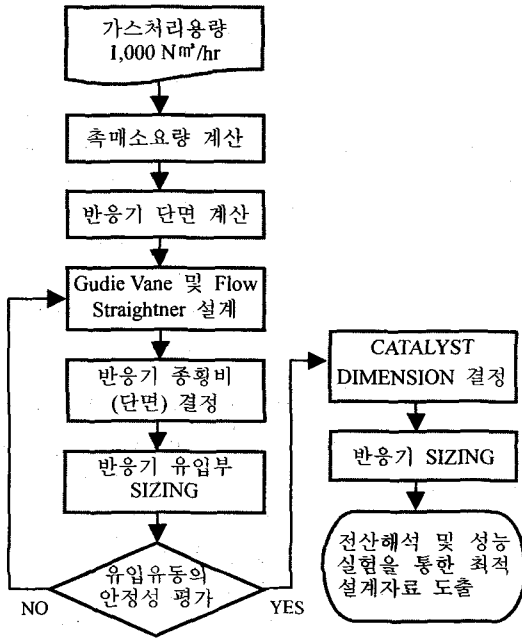 가스처리용량
1,000 N㎥/hr
촉매소요량 계산
반응기 단면 계산
Gudie Vane 및 Flow
Straightner 설계
반응기 종횡비
(단면) 결정
반응기 유입부
SIZING
유입유동의
안정성 평가
NO
YES
CATALYST
DIMENSION 결정
반응기 SIZING
전산해석 및 성능
실험을 통한 최적
설계자료 도출